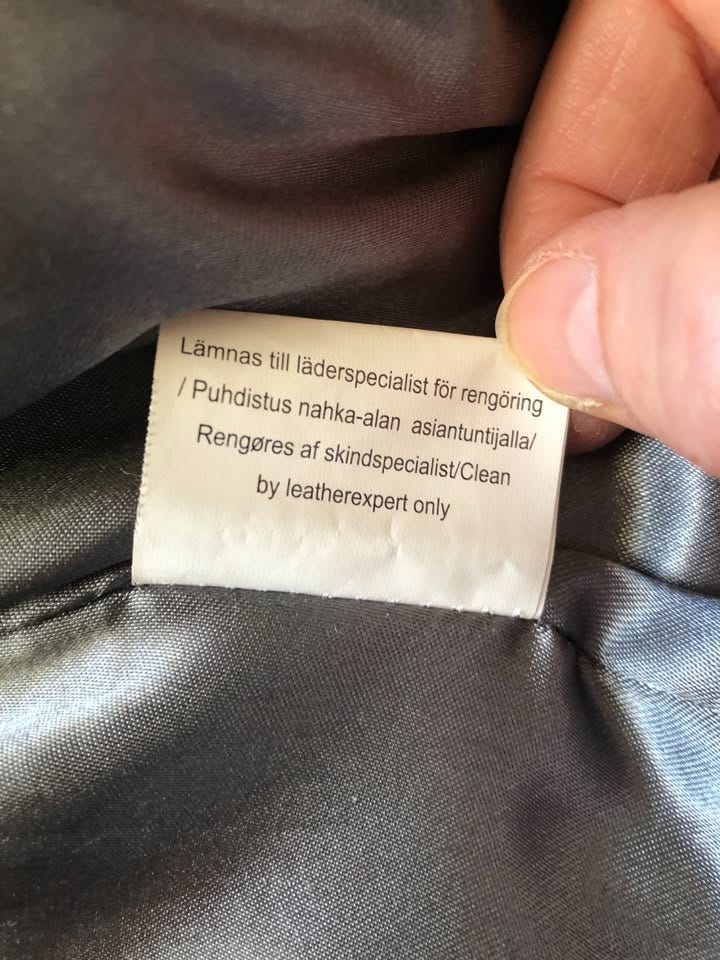 Lämnas till läderspecialist för rengöring
/ Puhdistus nahka-alan asiantuntijalla/
Rengøres af skindspecialist/Clean
by leatherexpert only